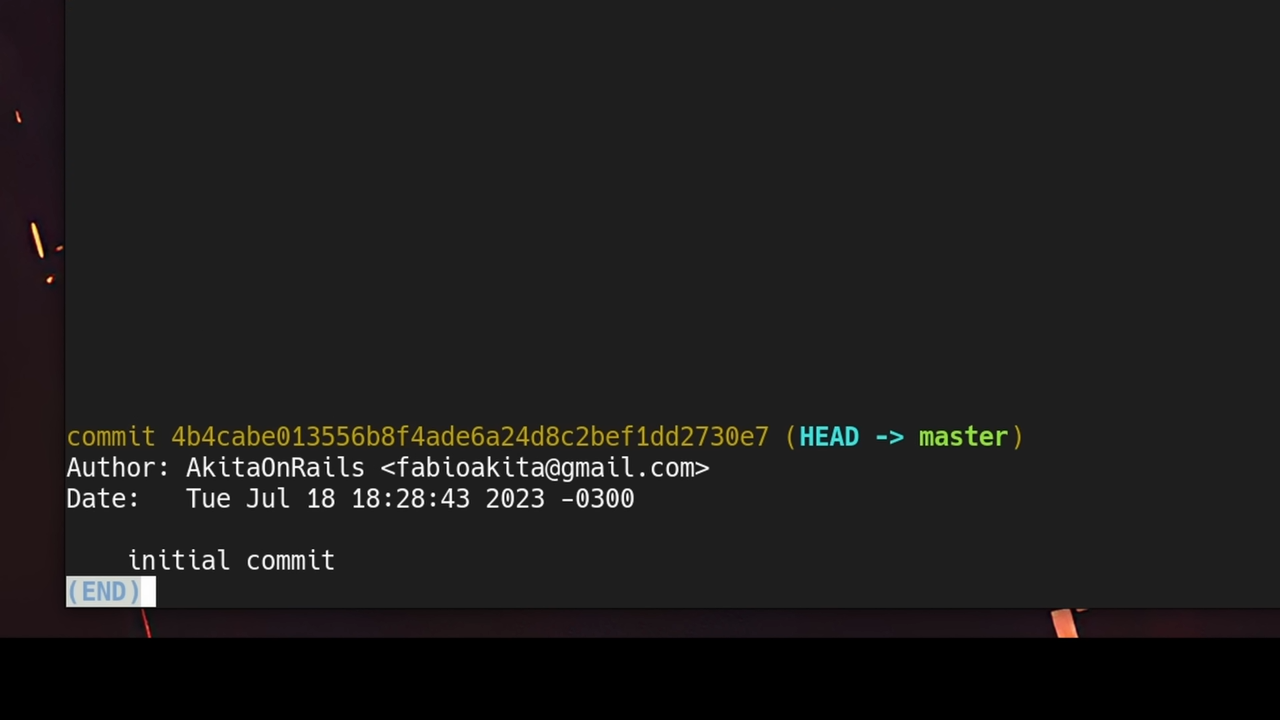 commit 4b4cabe013556b8f4ade6a24d8c2bef1dd2730e7 (HEAD -> master)
Author: AkitaOnRails <fabioakita@gmail.com>
Date:   Tue Jul 18 18:28:43 2023 -0300
    initial commit
(END)